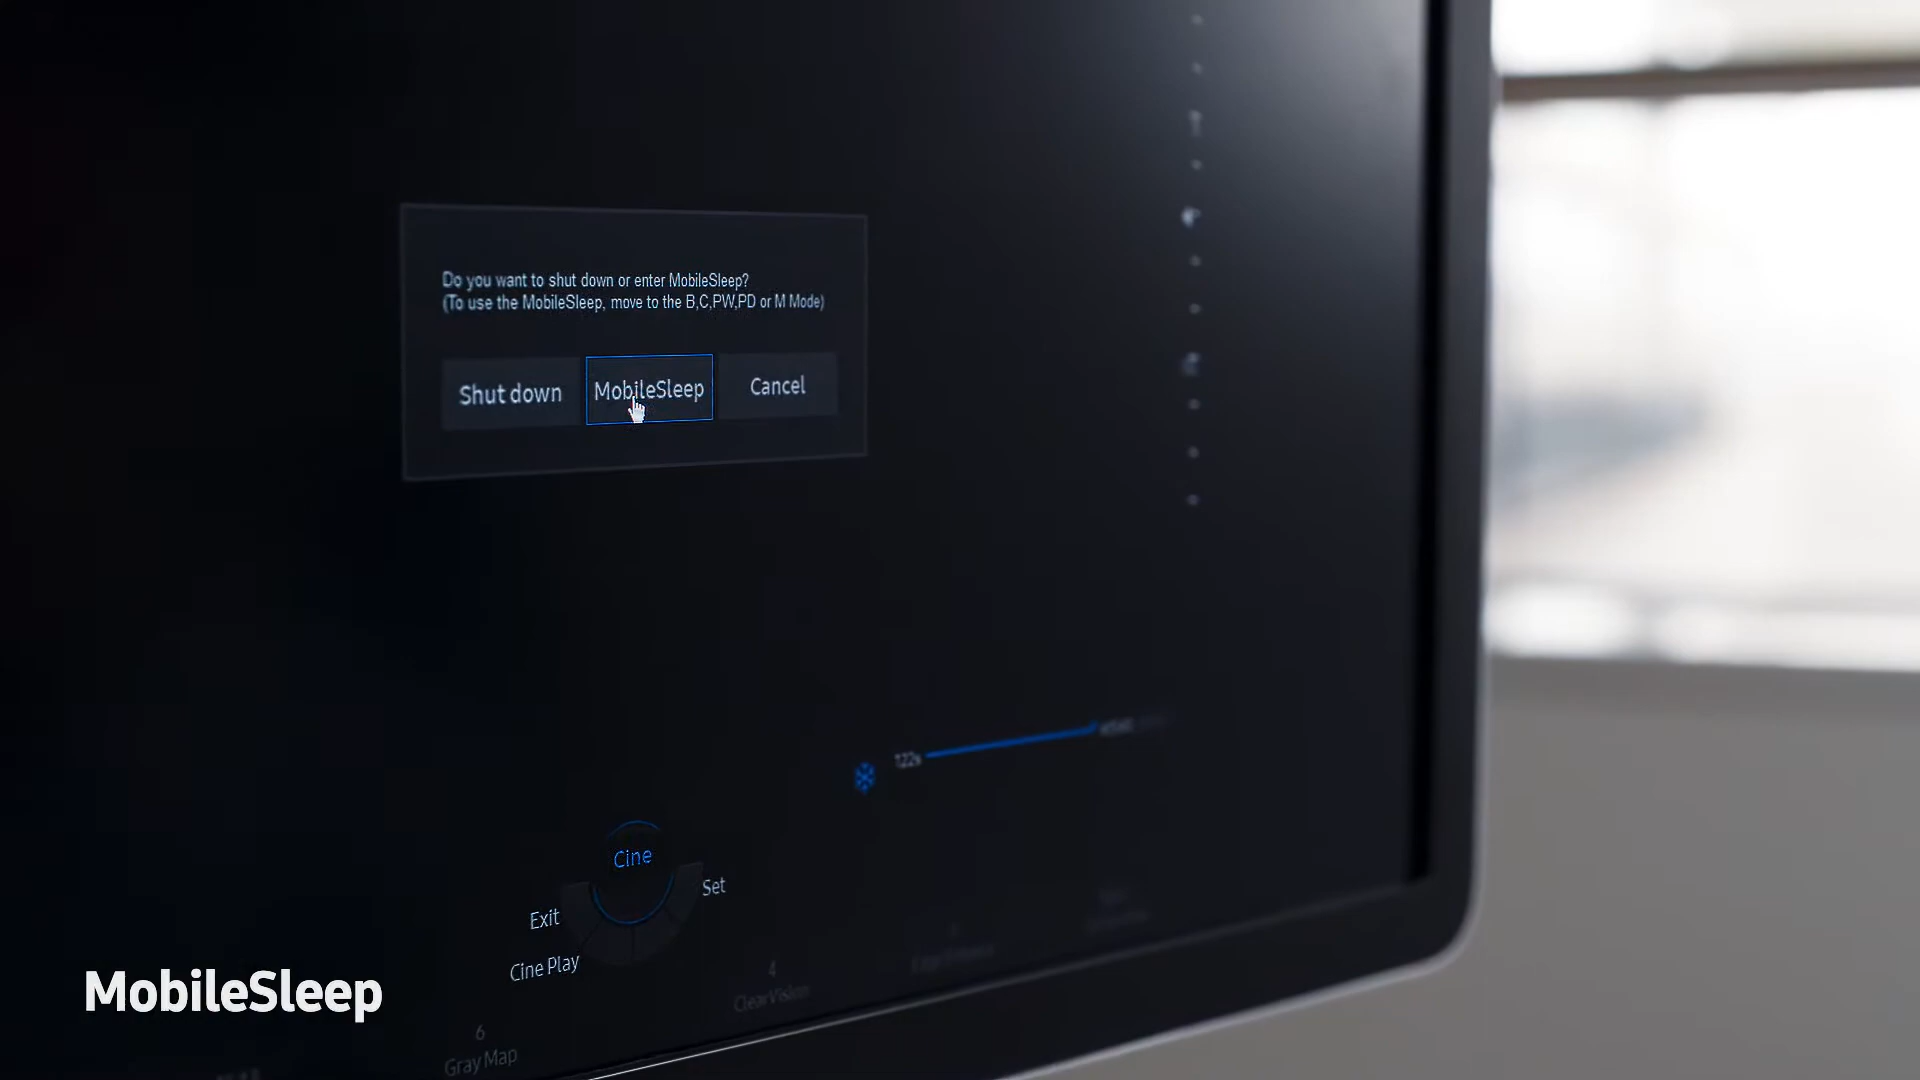 Do you want to shut down or enter MobileSleep?
(To use the MobileSleep, move to the B,C,PW,PD or M Mode)
Shut down
MobileSleep
Cancel
122s
Cine
Set
Exit
Cine Play
4
ClearVision
6
Gray Map
MobileSleep